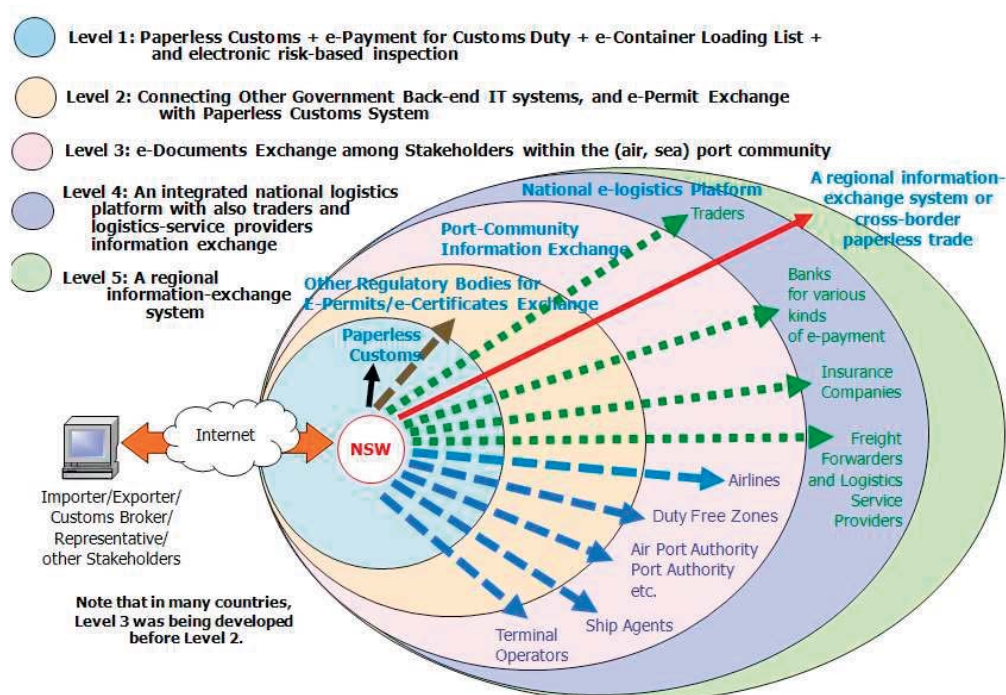 Level 1: Paperless Customs + e-Payment for Customs Duty + e-Container Loading List +
and electronic risk-based inspection
Level 2: Connecting Other Government Back-end IT systems, and e-Permit Exchange
with Paperless Customs System
Level 3: e-Documents Exchange among Stakeholders within the (air, sea) port community
Level 4: An integrated national logistics
platform with also traders and
logistics-service providers
information exchange
Level 5: A regional
information-exchange
system
National e-logistics Platform
Traders
A regional information-
exchange system or
cross-border
paperless trade
Port-Community
Information Exchange
Other Regulatory Bodies for
E-Permits/e-Certificates Exchange
Paperless
Customs
Banks
for various
kinds
of e-payment
Insurance
Companies
Internet
NSW
Freight
Forwarders
and Logistics
Service
Providers
Airlines
Duty Free Zones
Air Port Authority
Port Authority
etc.
Ship Agents
Terminal
Operators
Importer/Exporter/
Customs Broker/
Representative/
other Stakeholders
Note that in many countries,
Level 3 was being developed
before Level 2.